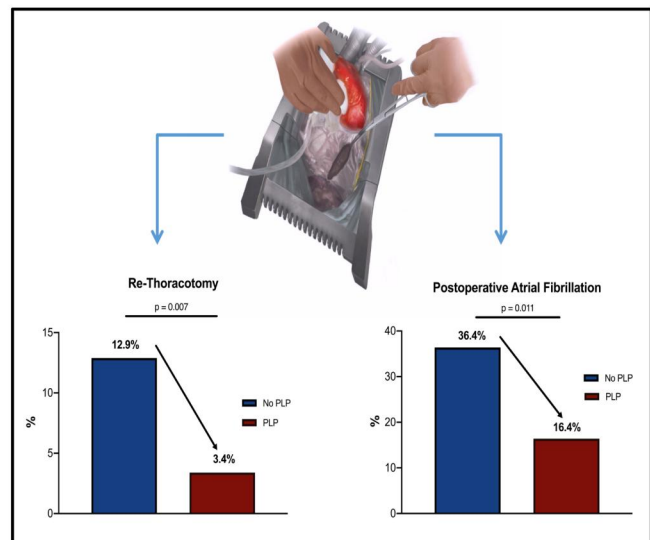 Re-Thoracotomy
p = 0.007
15
12.9%
10
%
5
3.4%
0
No PLP
PLP
Postoperative Atrial Fibrillation
p = 0.011
40
36.4%
30
%
20
16.4%
10
0
No PLP
PLP